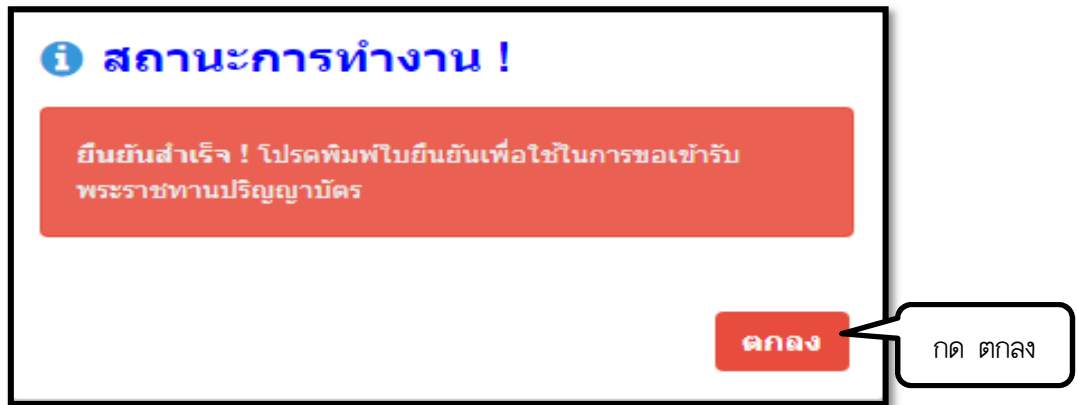 สถานะการทำงาน !
ยืนยันสำเร็จ ! โปรดพิมพ์ใบยืนยันเพื่อใช้ในการขอเข้ารับ
พระราชทานปริญญาบัตร
ตกลง
กด ตกลง